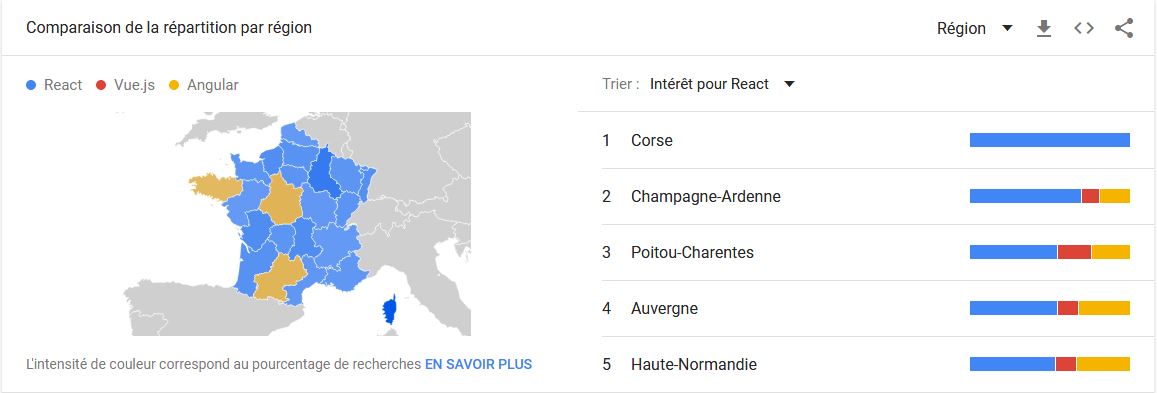 Comparaison de la répartition par région
Région
React Vue.js Angular
Trier : Intérêt pour React
1 Corse
2 Champagne-Ardenne
3 Poitou-Charentes
4 Auvergne
5 Haute-Normandie
L'intensité de couleur correspond au pourcentage de recherches EN SAVOIR PLUS